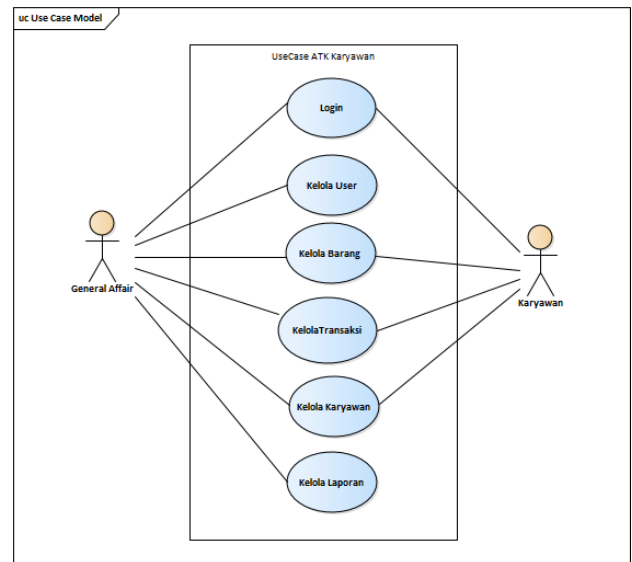 uc Use Case Model
UseCase ATK Karyawan
Login
Kelola User
Kelola Barang
General Affair
Karyawan
KelolaTransaksi
Kelola Karyawan
Kelola Laporan